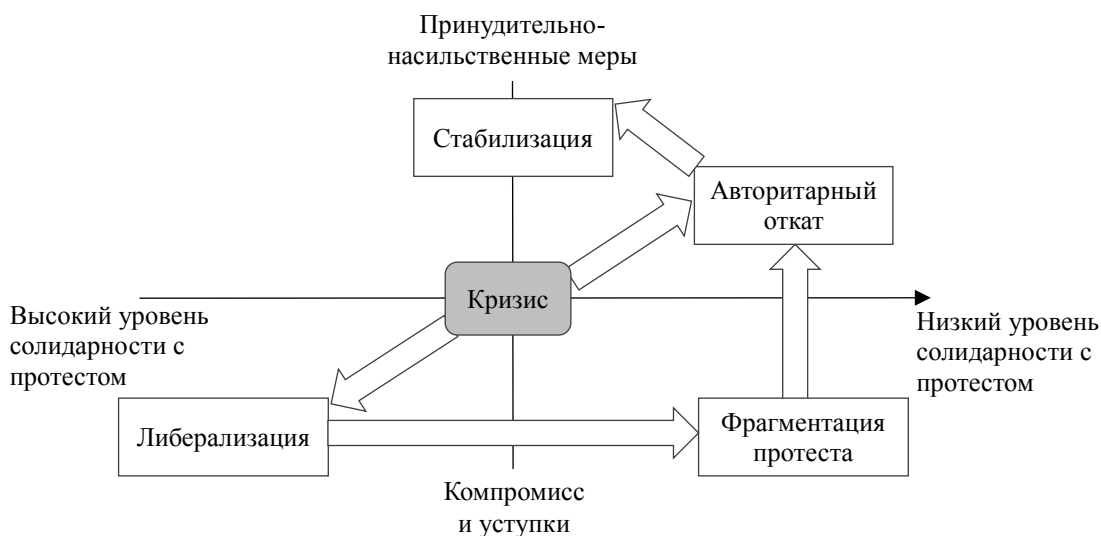 Принудительно-
насильственные меры
Стабилизация
Авторитарный
откат
Кризис
Высокий уровень
солидарности с
протестом
Низкий уровень
солидарности с
протестом
Либерализация
Фрагментация
протеста
Компромисс
и уступки